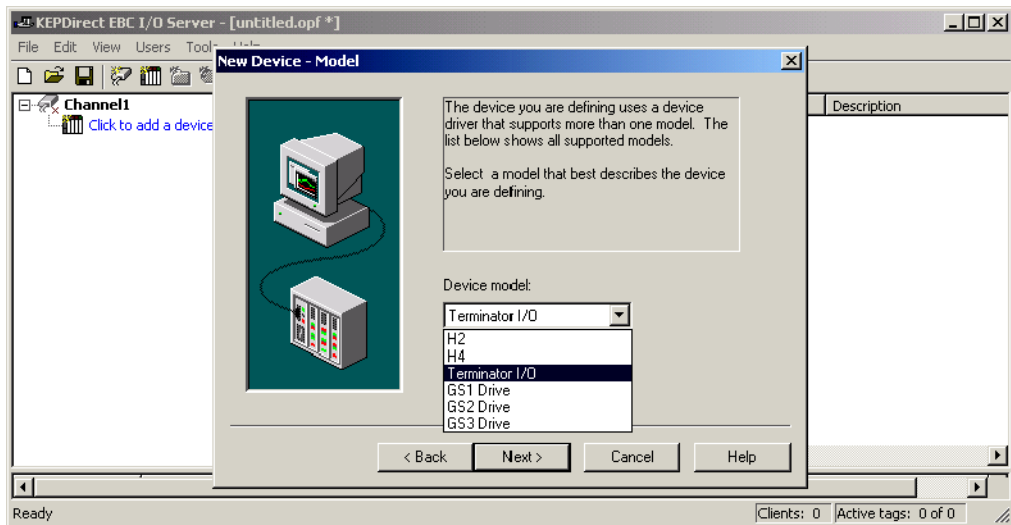 KEPDirect EBC I/O Server - [untitled.opf *]
File Edit View Users Tools
New Device - Model
Channel1
Click to add a device
Description
The device you are defining uses a device
driver that supports more than one model. The
list below shows all supported models.
Select a model that best describes the device
you are defining.
Device model:
Terminator I/O
H2
H4
Terminator I/O
GS1 Drive
GS2 Drive
GS3 Drive
< Back Next > Cancel Help
Ready Clients: 0 Active tags: 0 of 0